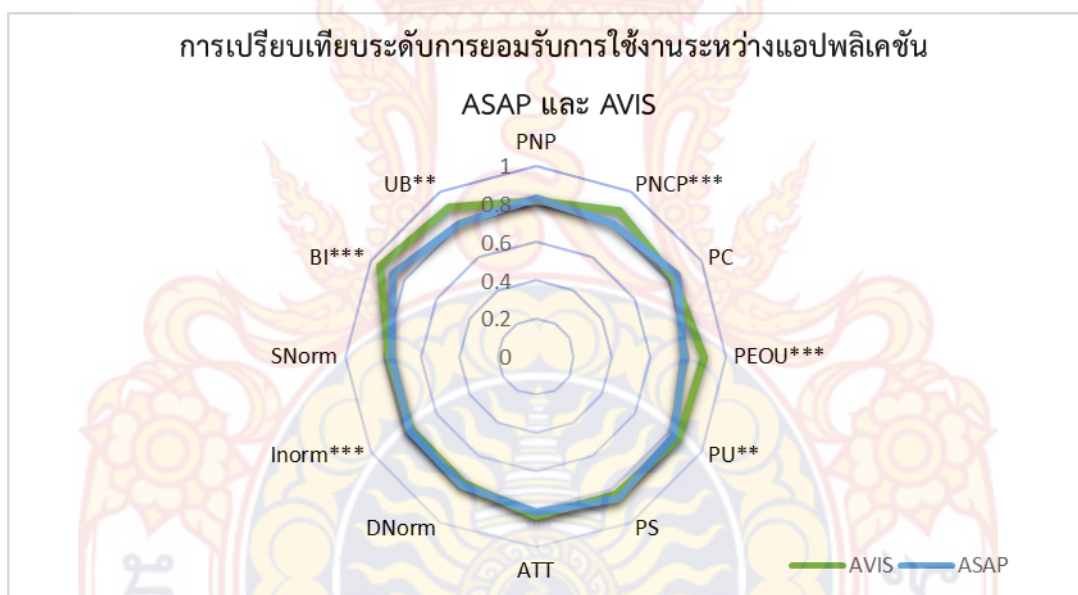 การเปรียบเทียบระดับการยอมรับการใช้งานระหว่างแอปพลิเคชัน
ASAP และ AVIS
PNP
PNCP***
PC
PEOU***
PU**
PS
ATT
DNorm
Inorm***
SNorm
BI***
UB**
1
0.8
0.6
0.4
0.2
0
AVIS
ASAP